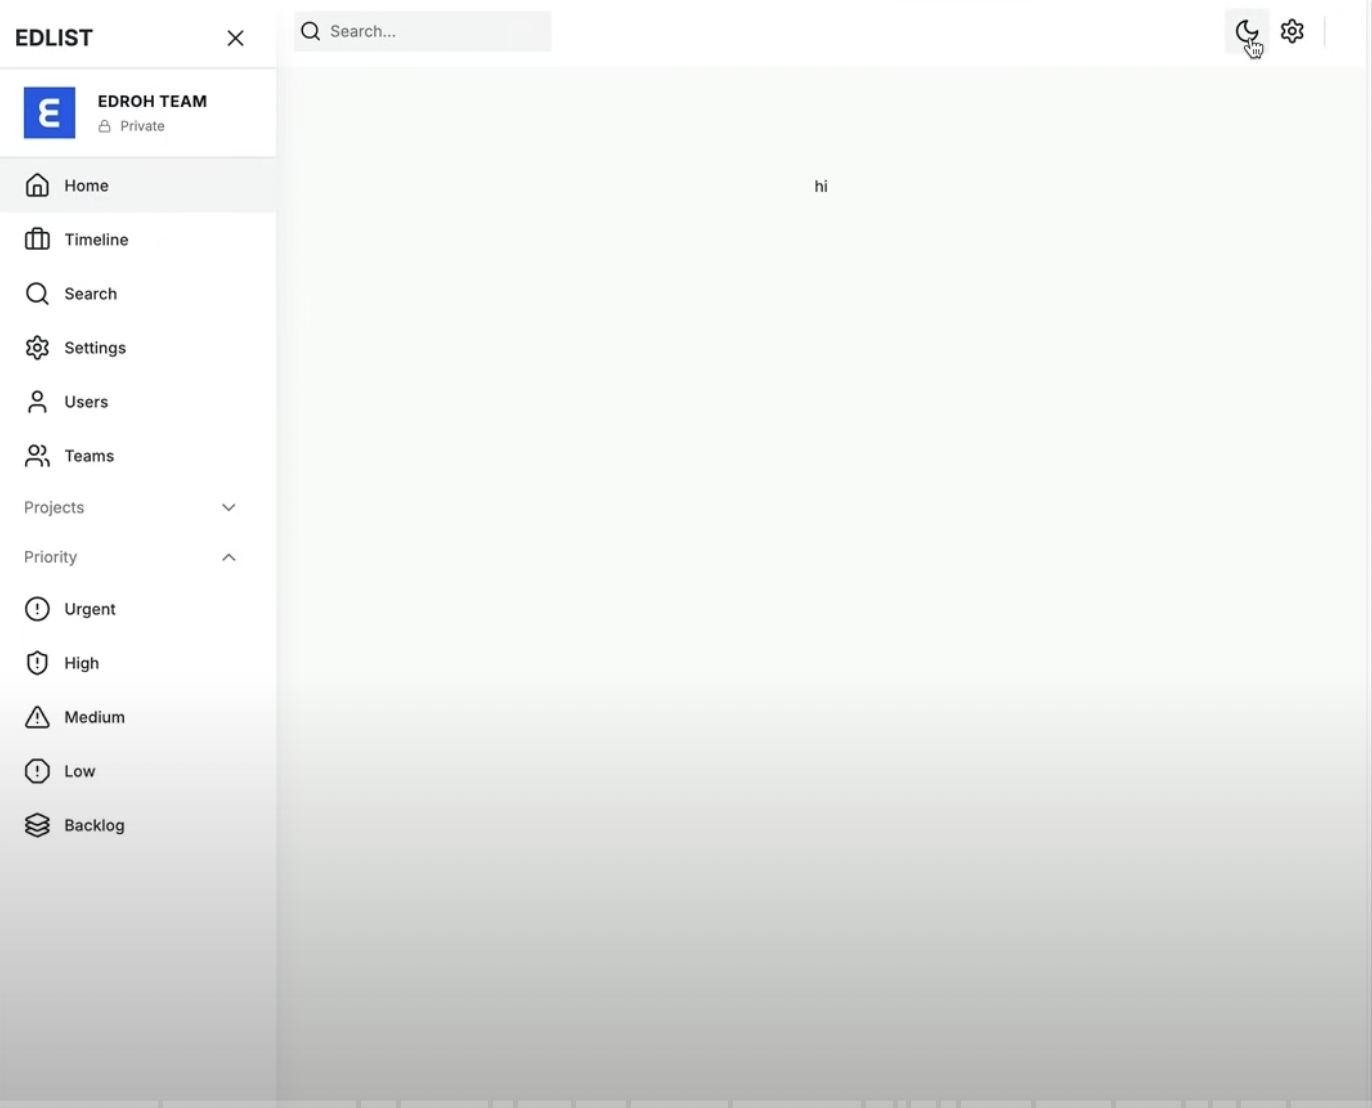 EDLIST
Search...
EDROH TEAM
Private
Home
hi
Timeline
Search
Settings
Users
Teams
Projects
Priority
Urgent
High
Medium
Low
Backlog